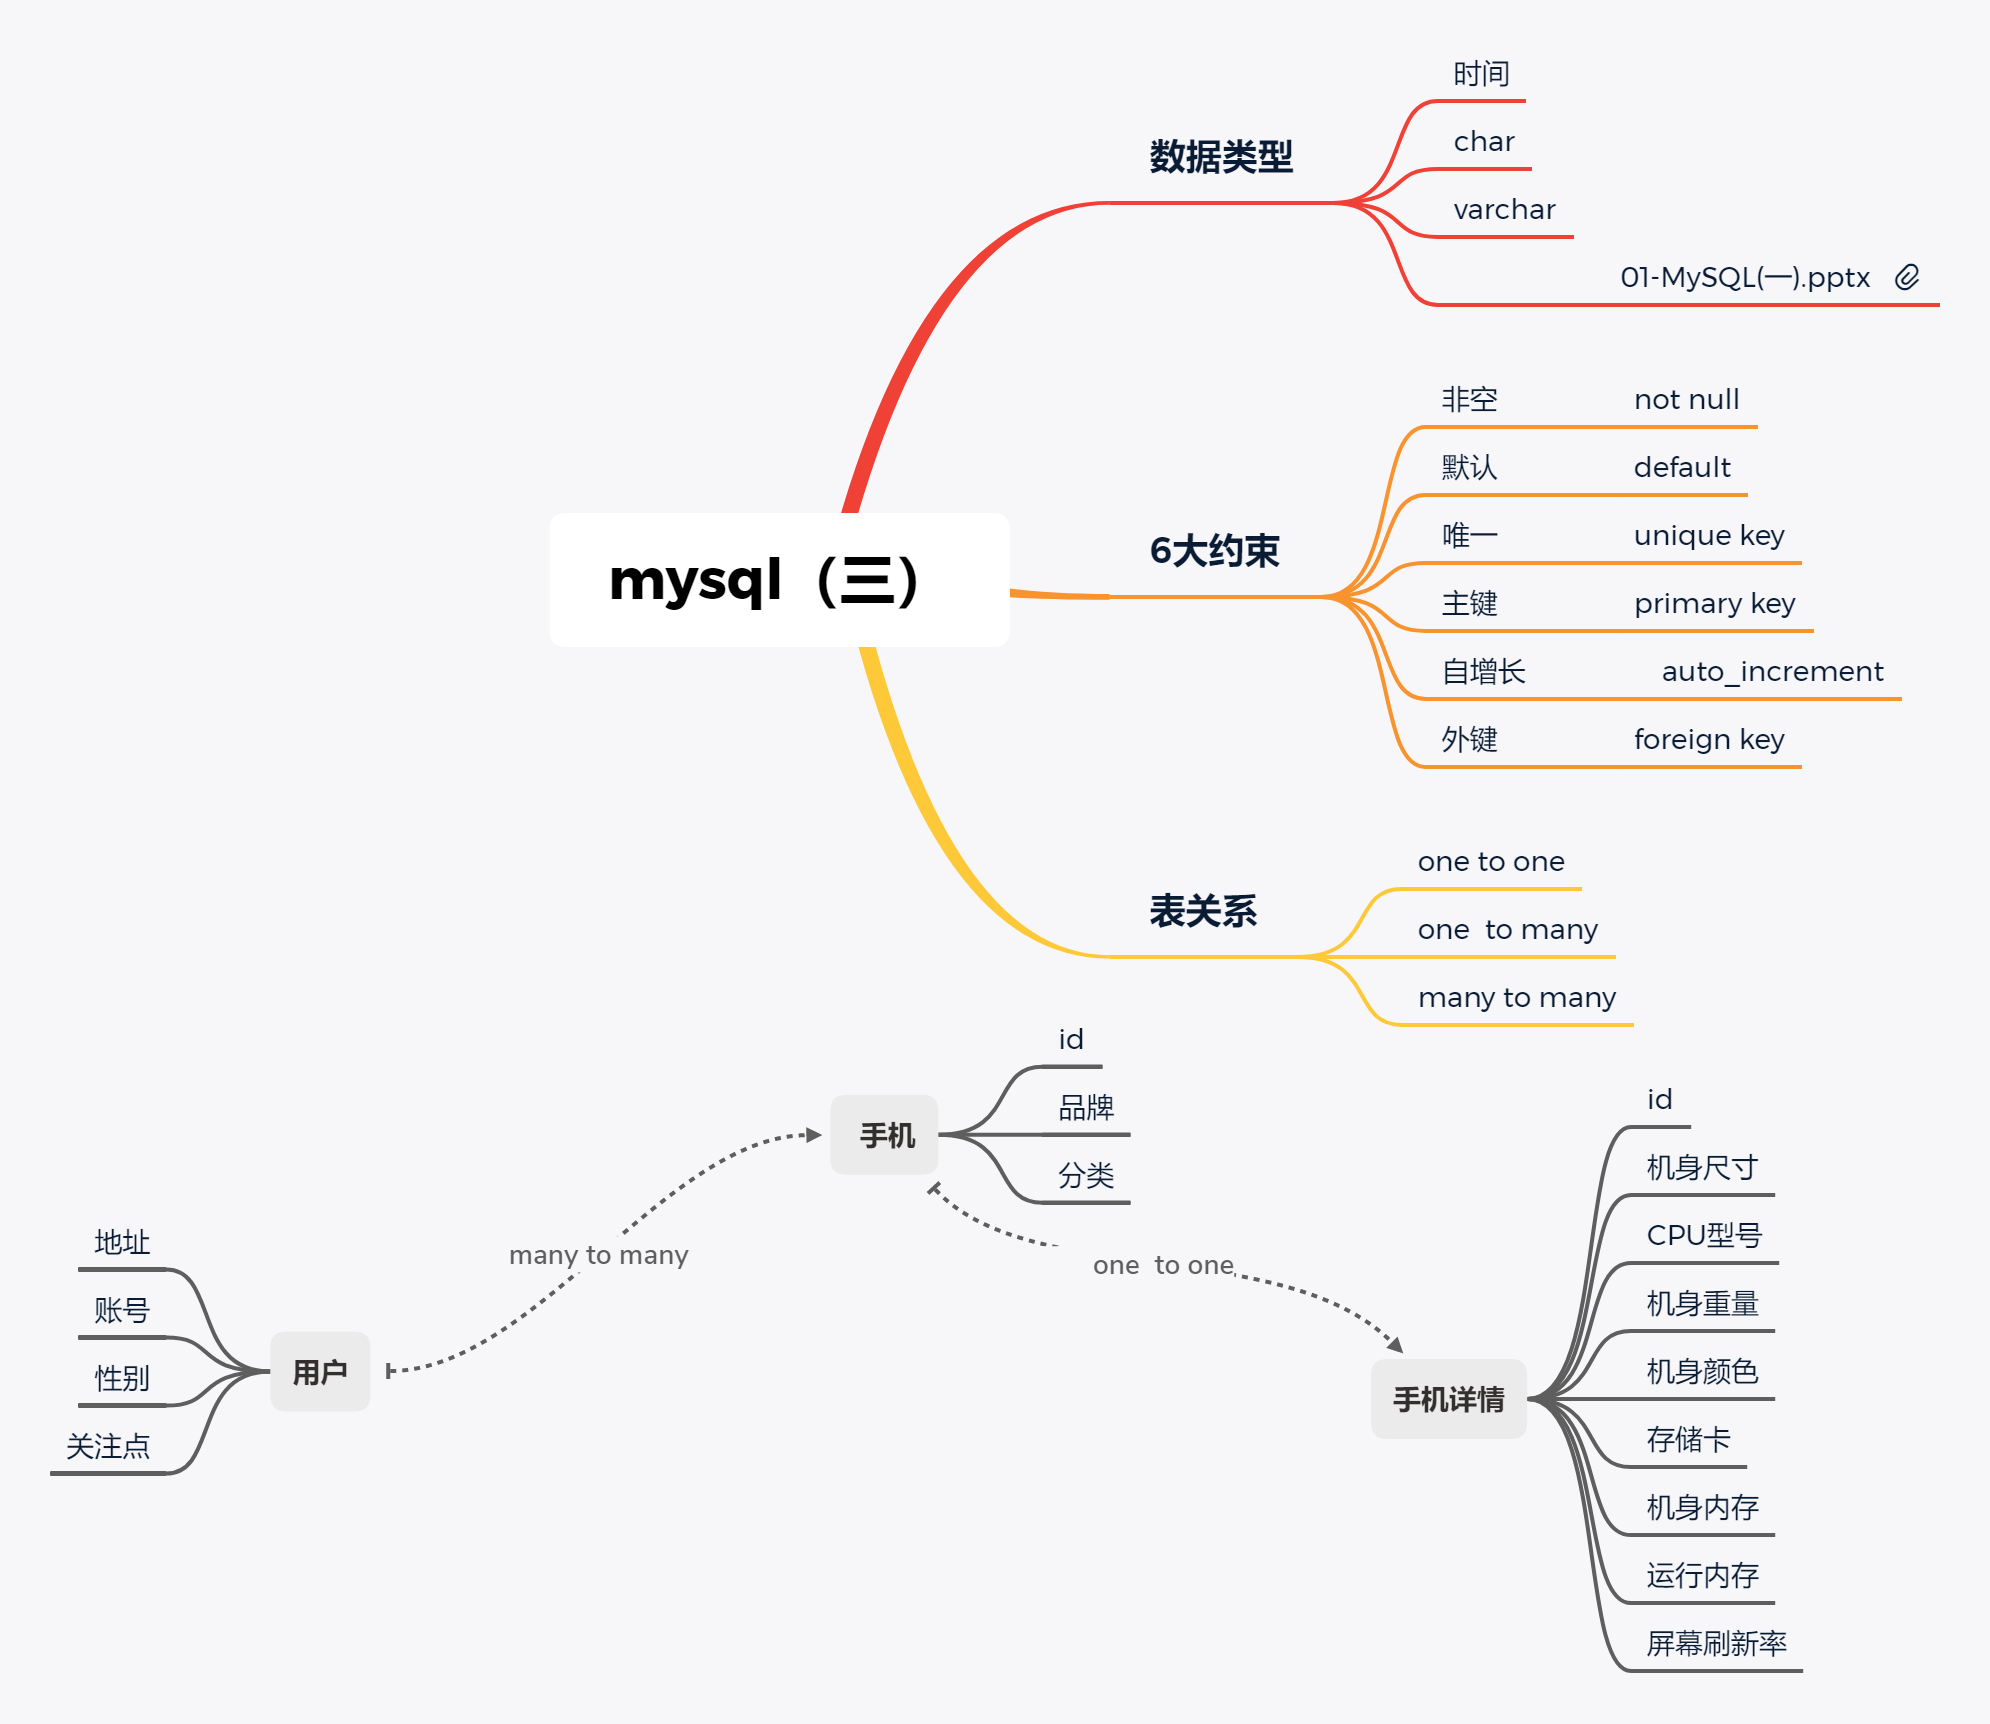 mysql（三）
数据类型
时间
char
varchar
01-MySQL(一).pptx
6大约束
非空 not null
默认 default
唯一 unique key
主键 primary key
自增长 auto_increment
外键 foreign key
表关系
one to one
one  to many
many to many
手机
id
品牌
分类
many to many
one  to one
用户
地址
账号
性别
关注点
手机详情
id
机身尺寸
CPU型号
机身重量
机身颜色
存储卡
机身内存
运行内存
屏幕刷新率